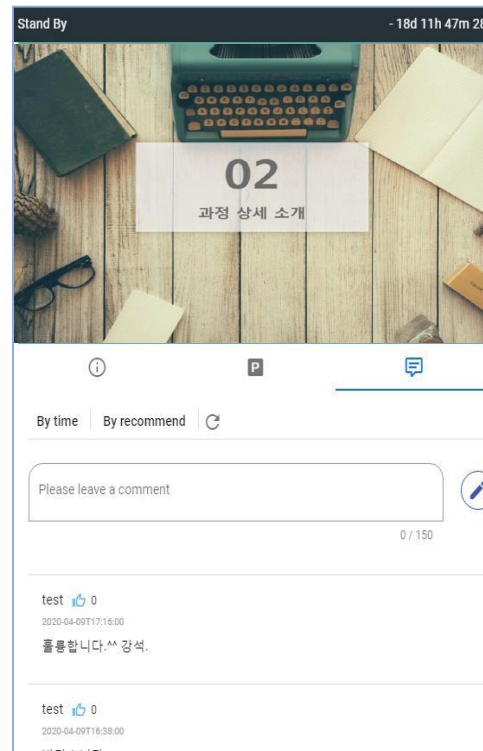 Stand By
- 18d 11h 47m 28
02
과정 상세 소개
P
By time
By recommend
Please leave a comment
0 / 150
test 0
2020-04-09T17:16:00
훌륭합니다.^^ 강석.
test 0
2020-04-09T16:38:00